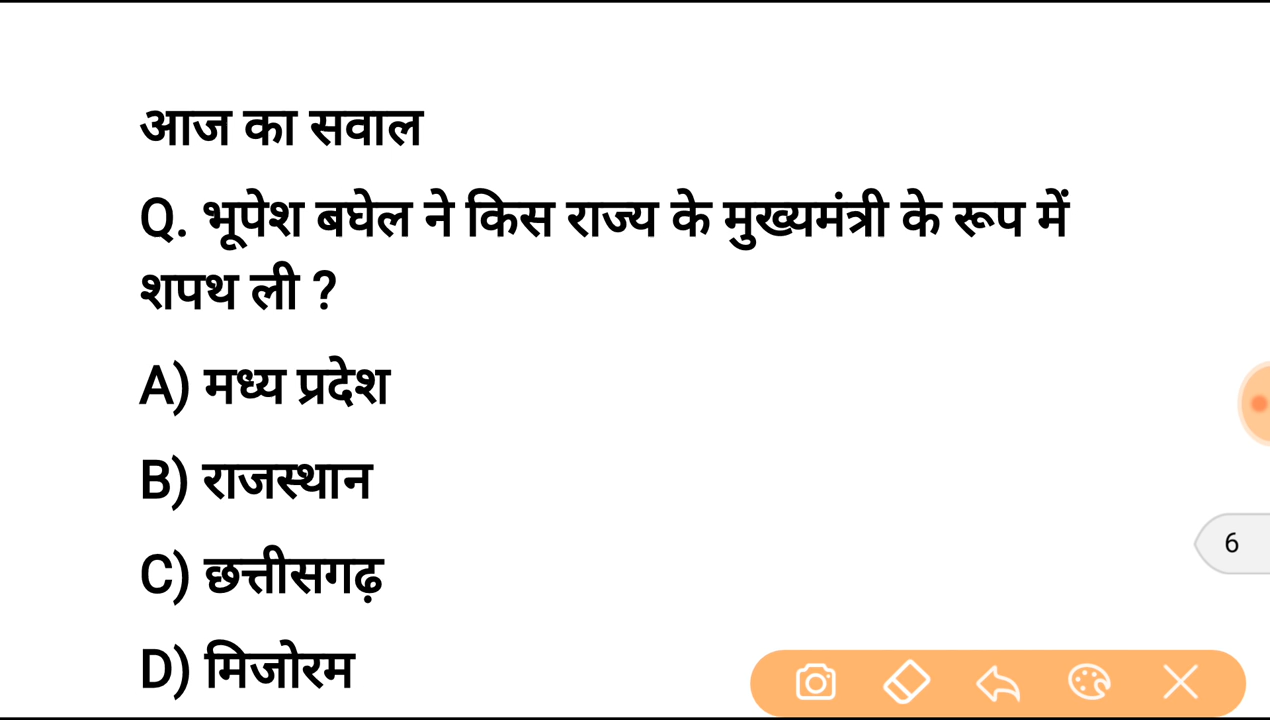 आज का सवाल
Q. भूपेश बघेल ने किस राज्य के मुख्यमंत्री के रूप में
शपथ ली ?
A) मध्य प्रदेश
B) राजस्थान
C) छत्तीसगढ़
6
D) मिजोरम